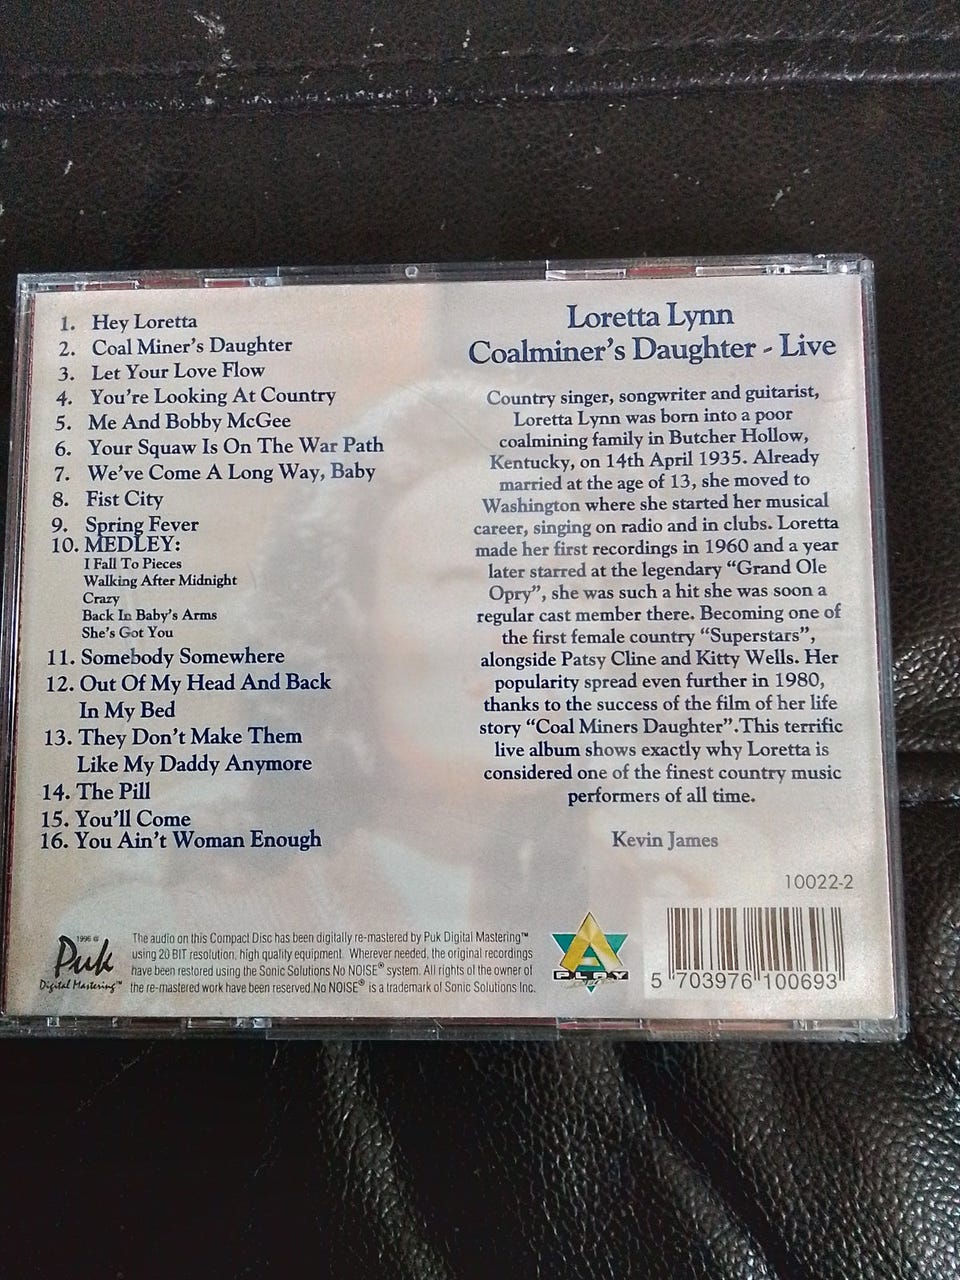 1. Hey Loretta
2. Coal Miner's Daughter
3. Let Your Love Flow
4. You're Looking At Country
5. Me And Bobby McGee
6. Your Squaw Is On The War Path
7. We've Come A Long Way, Baby
8. Fist City
9. Spring Fever
10. MEDLEY:
I Fall To Pieces
Walking After Midnight
Crazy
Back In Baby's Arms
She's Got You
11. Somebody Somewhere
12. Out Of My Head And Back
In My Bed
13. They Don't Make Them
Like My Daddy Anymore
14. The Pill
15. You'll Come
16. You Ain't Woman Enough
Loretta Lynn
Coalminer's Daughter - Live
Country singer, songwriter and guitarist,
Loretta Lynn was born into a poor
coalmining family in Butcher Hollow,
Kentucky, on 14th April 1935. Already
married at the age of 13, she moved to
Washington where she started her musical
career, singing on radio and in clubs. Loretta
made her first recordings in 1960 and a year
later starred at the legendary "Grand Ole
Opry", she was such a hit she was soon a
regular cast member there. Becoming one of
the first female country "Superstars",
alongside Patsy Cline and Kitty Wells. Her
popularity spread even further in 1980,
thanks to the success of the film of her life
story "Coal Miners Daughter".This terrific
live album shows exactly why Loretta is
considered one of the finest country music
performers of all time.
Kevin James
10022-2
1996 ℗
Puk
Digital Mastering™
The audio on this Compact Disc has been digitally re-mastered by Puk Digital Mastering™
using 20 BIT resolution, high quality equipment. Wherever needed, the original recordings
have been restored using the Sonic Solutions No NOISE® system. All rights of the owner of
the re-mastered work have been reserved.No NOISE® is a trademark of Sonic Solutions Inc.
A
PLAY
5 703976 100693